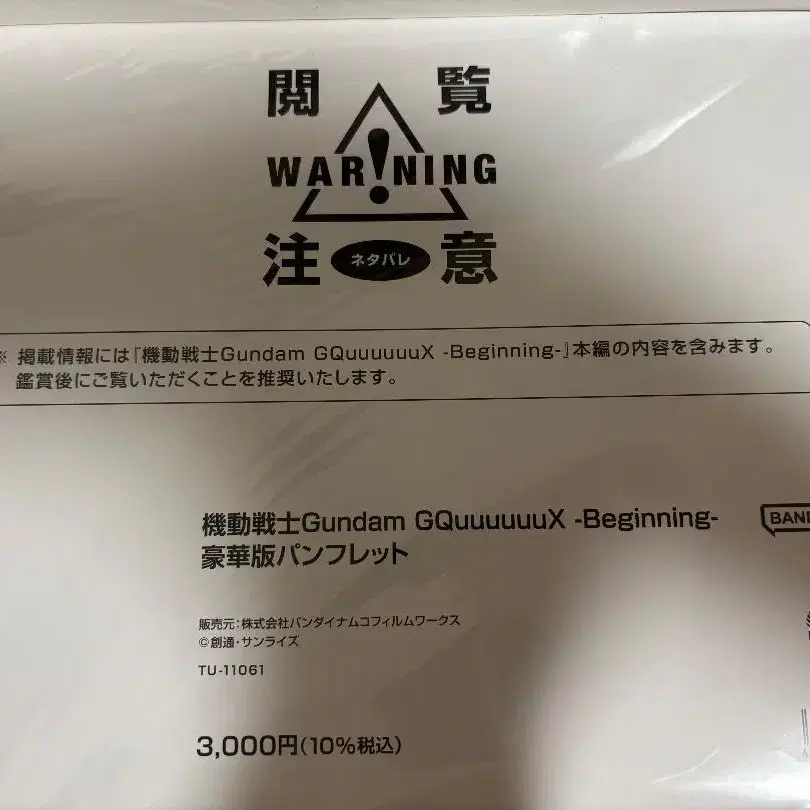 閲覧
WARNING
注意
ネタバレ
※ 掲載情報には『機動戦士Gundam GQuuuuuuX -Beginning-』本編の内容を含みます。
鑑賞後にご覧いただくことを推奨いたします。
機動戦士Gundam GQuuuuuuX -Beginning-
豪華版パンフレット
販売元:株式会社バンダイナムコフィルムワークス
©創通・サンライズ
TU-11061
3,000円(10%税込)